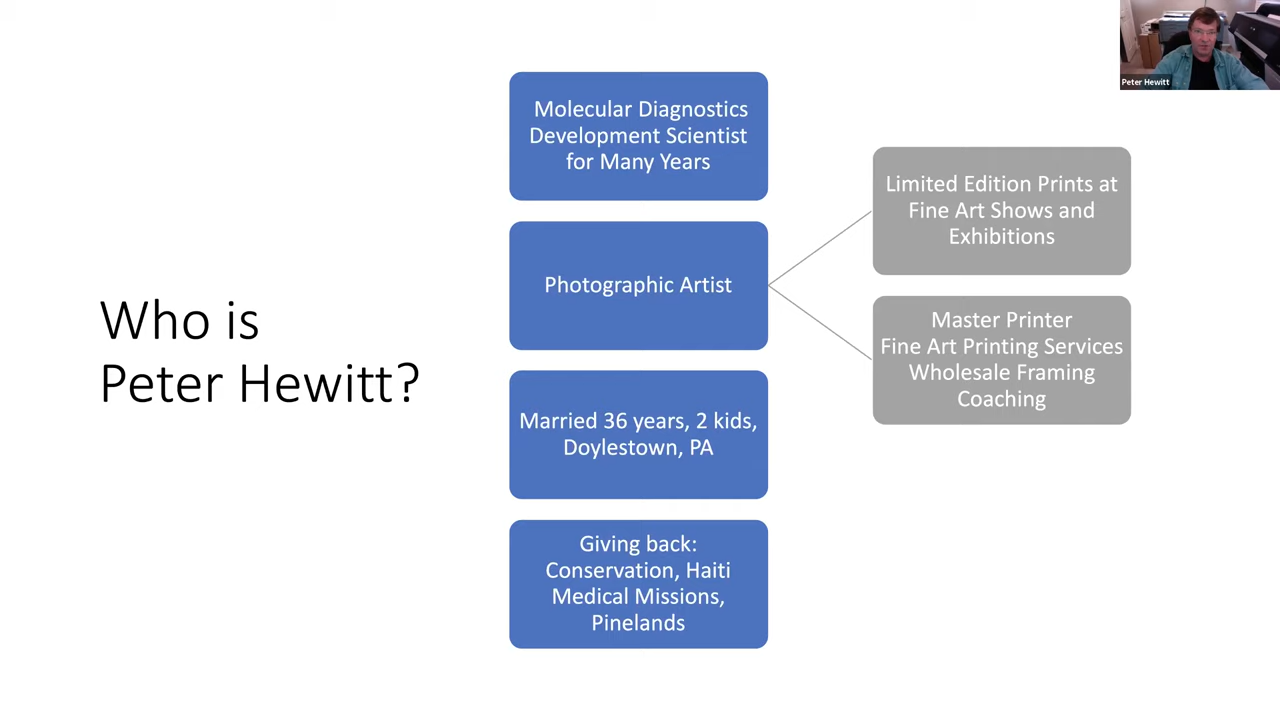 Who is
Peter Hewitt?
Molecular Diagnostics
Development Scientist
for Many Years
Photographic Artist
Married 36 years, 2 kids,
Doylestown, PA
Giving back:
Conservation, Haiti
Medical Missions,
Pinelands
Limited Edition Prints at
Fine Art Shows and
Exhibitions
Master Printer
Fine Art Printing Services
Wholesale Framing
Coaching
Peter Hewitt